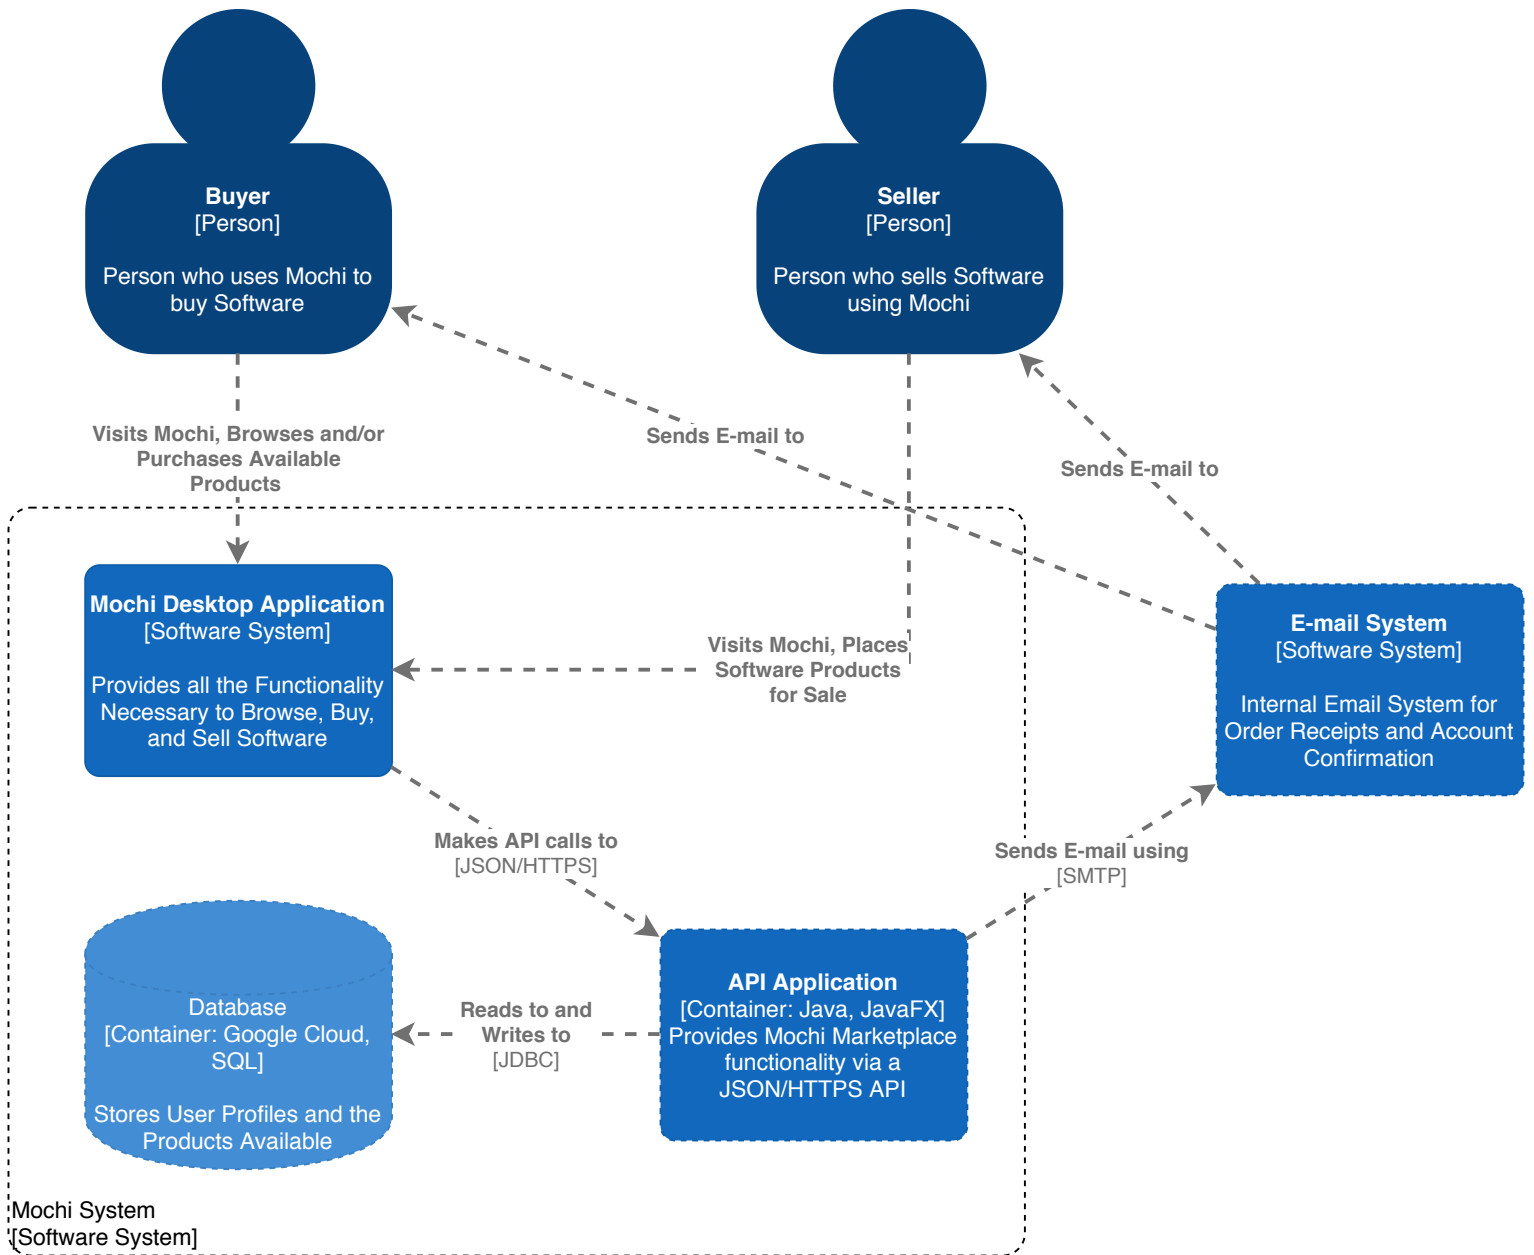 Buyer
[Person]
Person who uses Mochi to
buy Software
Seller
[Person]
Person who sells Software
using Mochi
Visits Mochi, Browses and/or
Purchases Available
Products
Sends E-mail to
Sends E-mail to
Mochi Desktop Application
[Software System]
Provides all the Functionality
Necessary to Browse, Buy,
and Sell Software
Visits Mochi, Places
Software Products
for Sale
E-mail System
[Software System]
Internal Email System for
Order Receipts and Account
Confirmation
Makes API calls to
[JSON/HTTPS]
Sends E-mail using
[SMTP]
Database
[Container: Google Cloud,
SQL]
Stores User Profiles and the
Products Available
Reads to and
Writes to
[JDBC]
API Application
[Container: Java, JavaFX]
Provides Mochi Marketplace
functionality via a
JSON/HTTPS API
Mochi System
[Software System]